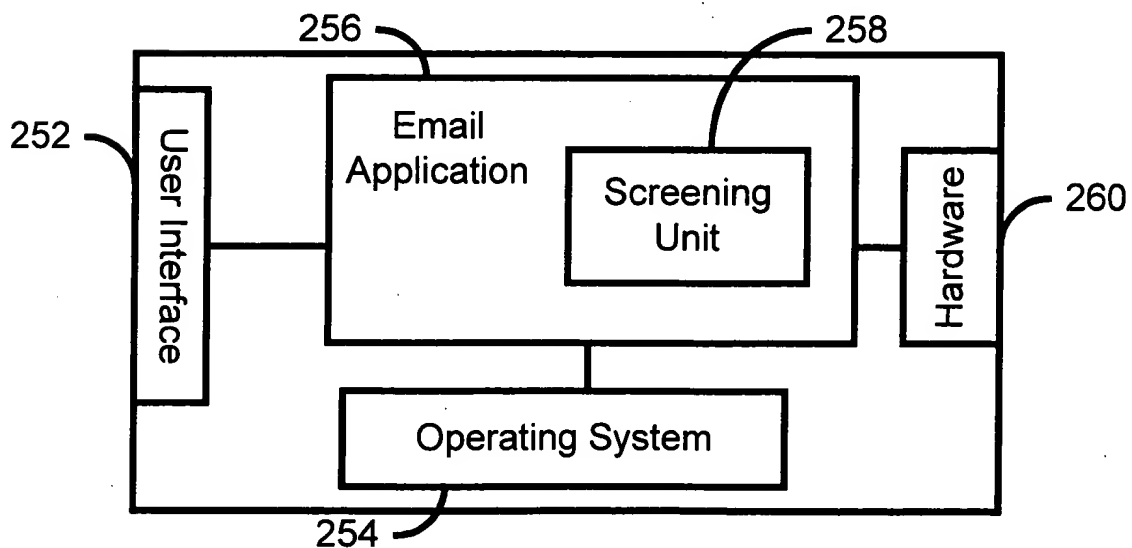 256
258
252
User Interface
Email
Application
Screening
Unit
Hardware
260
Operating System
254